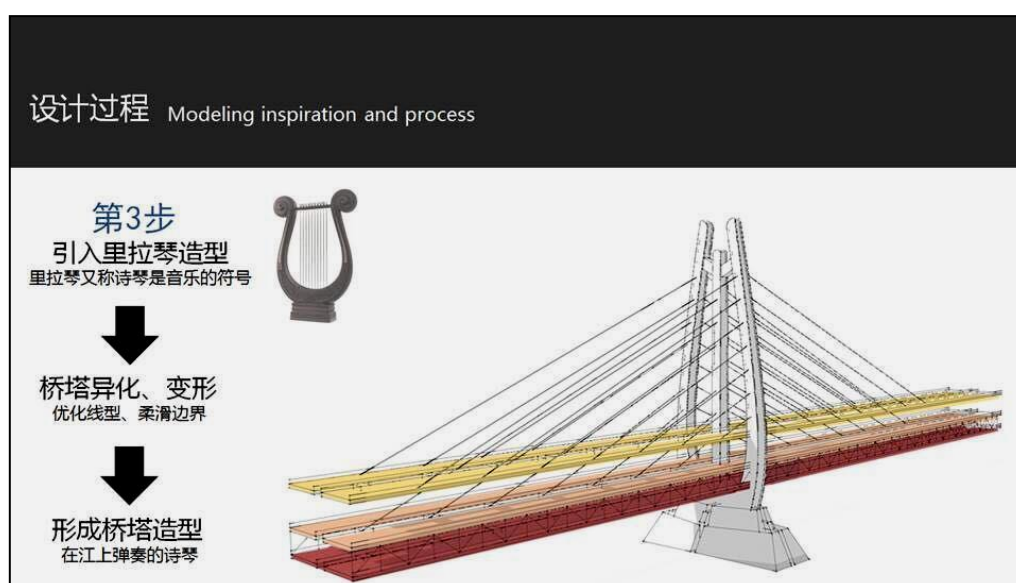 设计过程 Modeling inspiration and process
第3步
引入里拉琴造型
里拉琴又称诗琴是音乐的符号
桥塔异化、变形
优化线型、柔滑边界
形成桥塔造型
在江上弹奏的诗琴